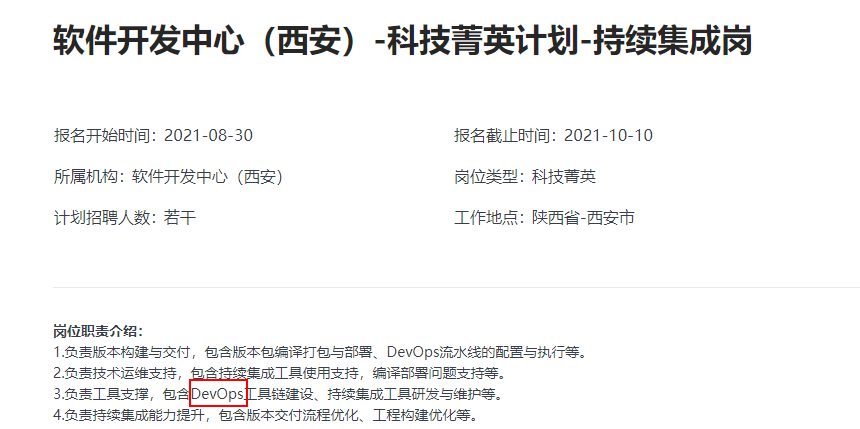 软件开发中心（西安）-科技菁英计划-持续集成岗
报名开始时间：2021-08-30
报名截止时间：2021-10-10
所属机构：软件开发中心（西安）
岗位类型：科技菁英
计划招聘人数：若干
工作地点：陕西省-西安市
岗位职责介绍：
1.负责版本构建与交付，包含版本包编译打包与部署、DevOps流水线的配置与执行等。
2.负责技术运维支持，包含持续集成工具使用支持，编译部署问题支持等。
3.负责工具支撑，包含DevOps工具链建设、持续集成工具研发与维护等。
4.负责持续集成能力提升，包含版本交付流程优化、工程构建优化等。